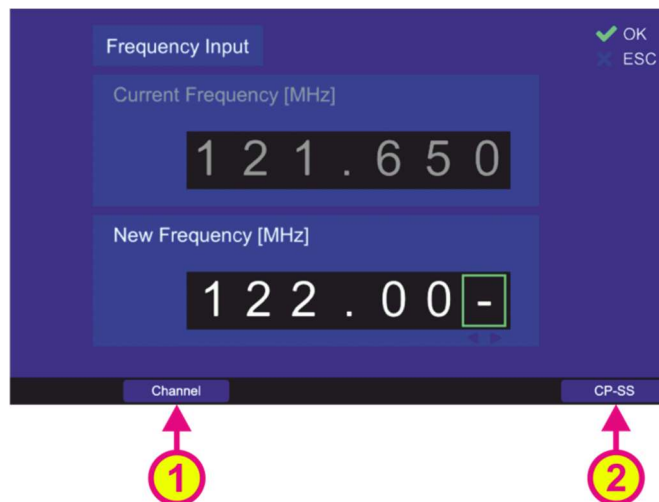 Frequency Input
OK
ESC
Current Frequency [MHz]
121.650
New Frequency [MHz]
122.00-
Channel
CP-SS
1
2